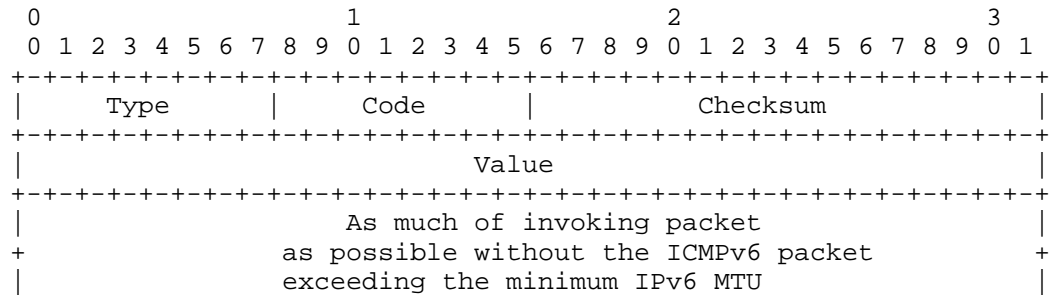 0                   1                   2                   3
 0 1 2 3 4 5 6 7 8 9 0 1 2 3 4 5 6 7 8 9 0 1 2 3 4 5 6 7 8 9 0 1
+-+-+-+-+-+-+-+-+-+-+-+-+-+-+-+-+-+-+-+-+-+-+-+-+-+-+-+-+-+-+-+-+
|     Type      |     Code      |          Checksum             |
+-+-+-+-+-+-+-+-+-+-+-+-+-+-+-+-+-+-+-+-+-+-+-+-+-+-+-+-+-+-+-+-+
|                            Value                              |
+-+-+-+-+-+-+-+-+-+-+-+-+-+-+-+-+-+-+-+-+-+-+-+-+-+-+-+-+-+-+-+-+
|                    As much of invoking packet                 |
+                as possible without the ICMPv6 packet          +
|                exceeding the minimum IPv6 MTU                 |